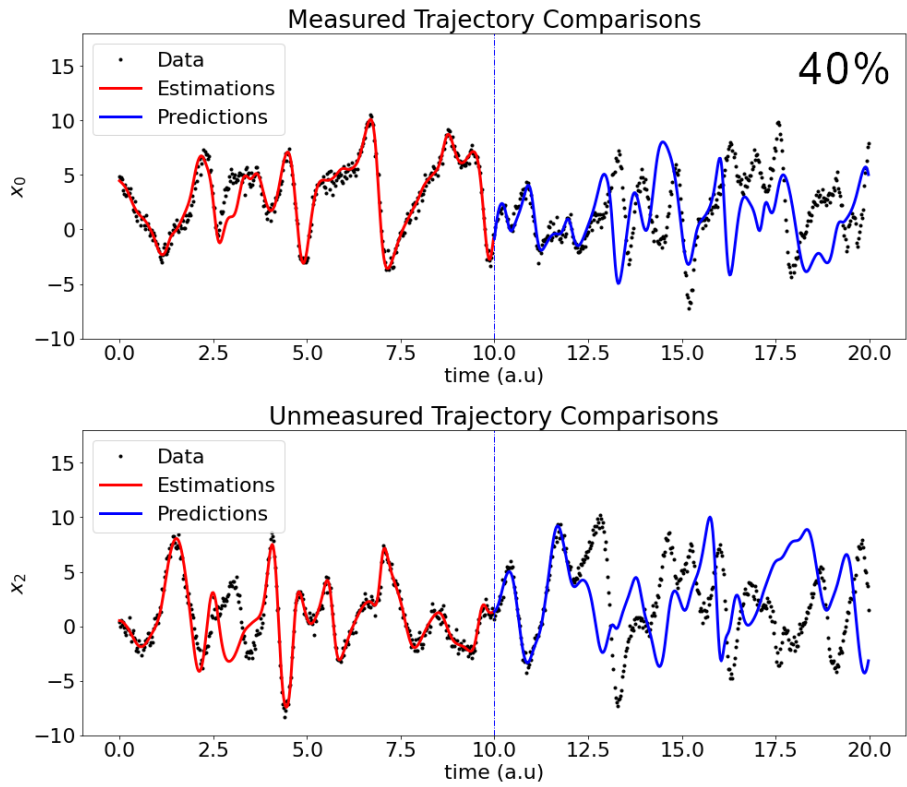 Measured Trajectory Comparisons
15
10
5
0
−5
−10
x0
Data
Estimations
Predictions
40%
0.0 2.5 5.0 7.5 10.0 12.5 15.0 17.5 20.0
time (a.u)
Unmeasured Trajectory Comparisons
15
10
5
0
−5
−10
x2
Data
Estimations
Predictions
0.0 2.5 5.0 7.5 10.0 12.5 15.0 17.5 20.0
time (a.u)